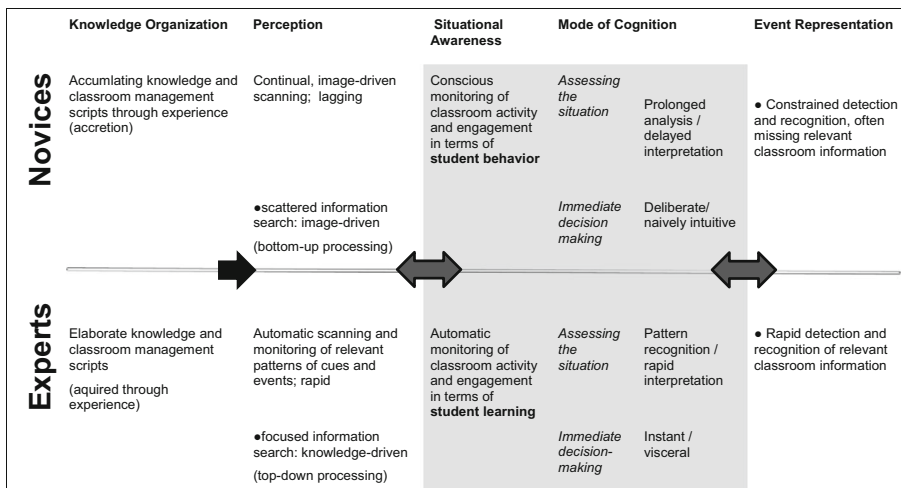 Knowledge Organization
Perception
Situational
Awareness
Mode of Cognition
Event Representation
Novices
Accumlating knowledge and
classroom management
scripts through experience
(accretion)
Continual, image-driven
scanning; lagging
●scattered information
search: image-driven
(bottom-up processing)
Conscious
monitoring of
classroom activity
and engagement
in terms of
student behavior
Assessing
the
situation
Prolonged
analysis /
delayed
interpretation
Immediate
decision
making
Deliberate/
naively intuitive
● Constrained detection
and recognition, often
missing relevant
classroom information
Experts
Elaborate knowledge and
classroom management
scripts
(aquired through
experience)
Automatic scanning and
monitoring of relevant
patterns of cues and
events; rapid
●focused information
search: knowledge-driven
(top-down processing)
Automatic
monitoring of
classroom activity
and engagement
in terms of
student learning
Assessing
the
situation
Pattern
recognition /
rapid
interpretation
Immediate
decision-
making
Instant /
visceral
● Rapid detection and
recognition of relevant
classroom information